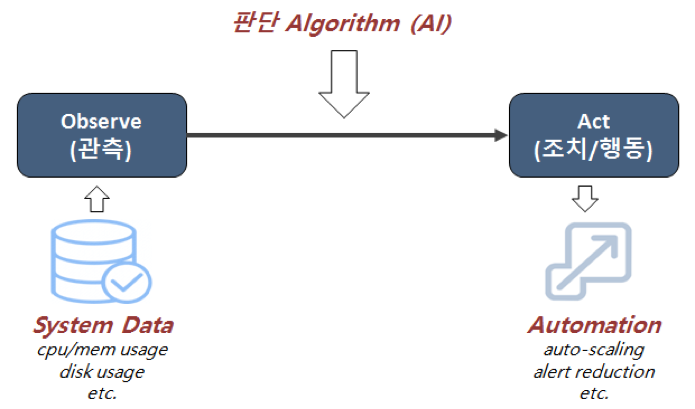 판단 Algorithm (AI)
Observe
(관측)
Act
(조치/행동)
System Data
cpu/mem usage
disk usage
etc.
Automation
auto-scaling
alert reduction
etc.